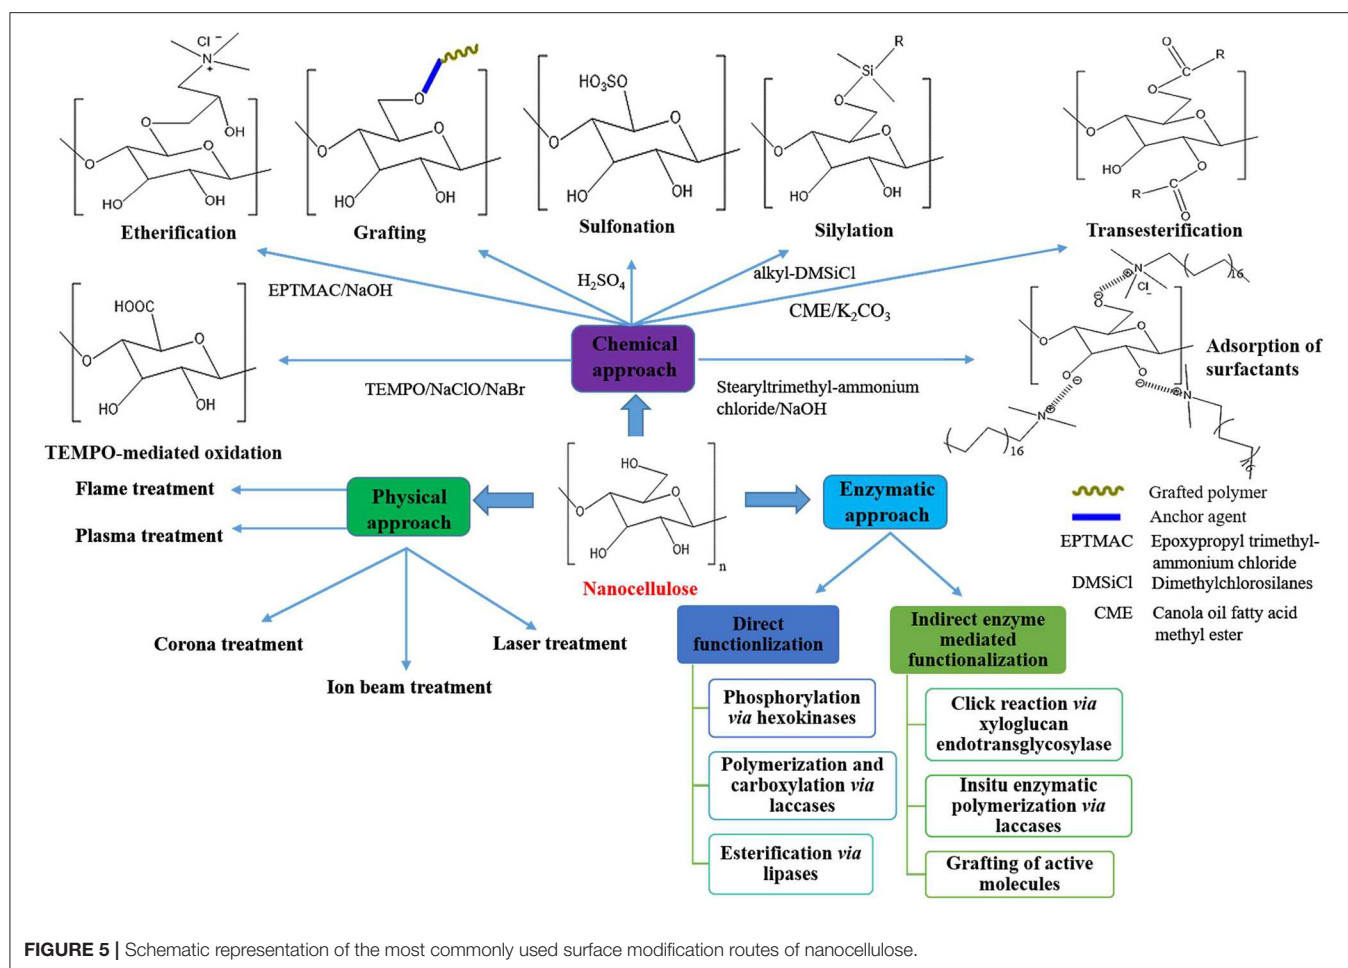 Cl −
N
+
O
O
OH
O
HO
OH
Etherification
O
O
O
HO
OH
Grafting
HO₃SO
O
O
HO
OH
Sulfonation
R
Si
O
O
O
HO
OH
Silylation
O
R
O
O
O
HO
O
R
O
Transesterification
EPTMAC/NaOH
H₂SO₄
alkyl-DMSiCl
CME/K₂CO₃
HOOC
O
O
HO
OH
TEMPO-mediated oxidation
TEMPO/NaClO/NaBr
Chemical
approach
Stearyltrimethyl-ammonium
chloride/NaOH
N
Cl
16
O
O
O
O
O
N
N
16
Adsorption of
surfactants
Flame treatment
Plasma treatment
Physical
approach
Corona treatment
Ion beam treatment
Laser treatment
HO
O
O
HO
OH
n
Nanocellulose
Enzymatic
approach
Grafted polymer
Anchor agent
EPTMAC Epoxypropyl trimethyl-
ammonium chloride
DMSiCl Dimethylchlorosilanes
CME Canola oil fatty acid
methyl ester
Direct
functionlization
Phosphorylation
via hexokinases
Polymerization and
carboxylation via
laccases
Esterification via
lipases
Indirect enzyme
mediated
functionalization
Click reaction via
xyloglucan
endotransglycosylase
Insitu enzymatic
polymerization via
laccases
Grafting of active
molecules
FIGURE 5 | Schematic representation of the most commonly used surface modification routes of nanocellulose.